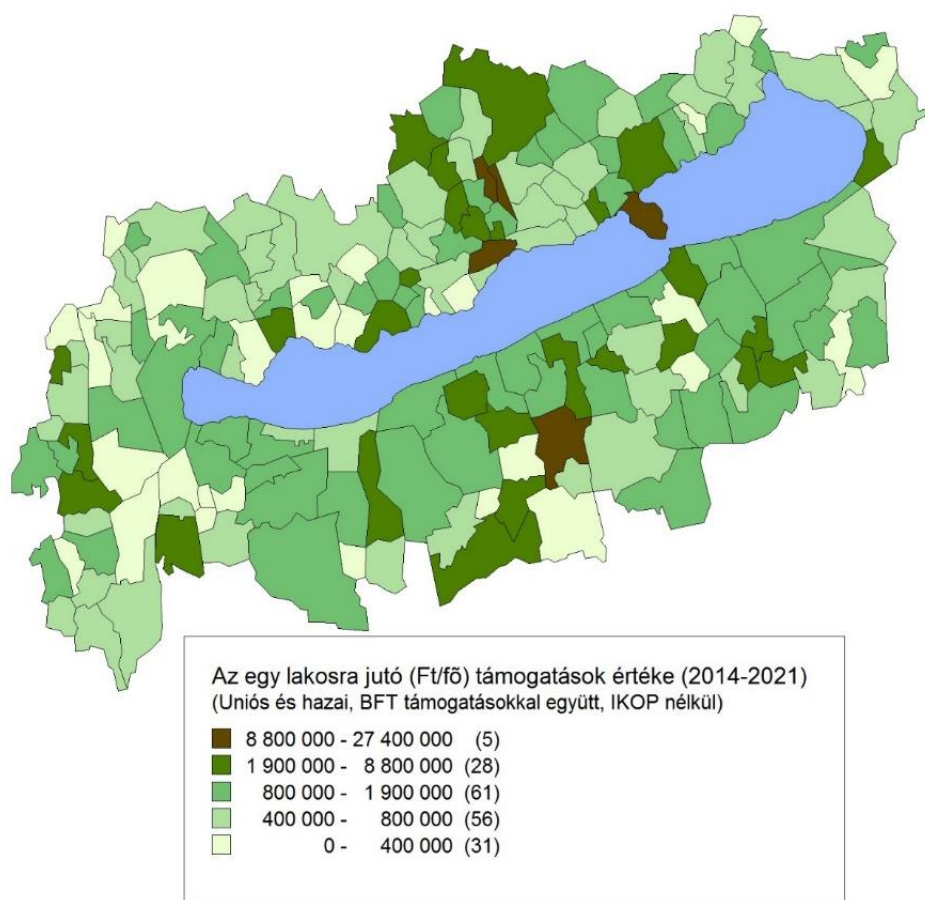 Az egy lakosra jutó (Ft/fõ) támogatások értéke (2014-2021)
(Uniós és hazai, BFT támogatásokkal együtt, IKOP nélkül)
8 800 000 - 27 400 000 (5)
1 900 000 - 8 800 000 (28)
800 000 - 1 900 000 (61)
400 000 - 800 000 (56)
0 - 400 000 (31)